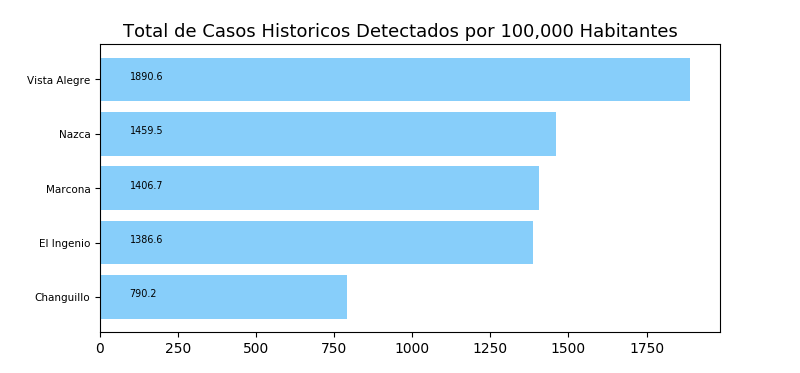 Total de Casos Historicos Detectados por 100,000 Habitantes
Vista Alegre 1890.6
Nazca 1459.5
Marcona 1406.7
El Ingenio 1386.6
Changuillo 790.2
0 250 500 750 1000 1250 1500 1750